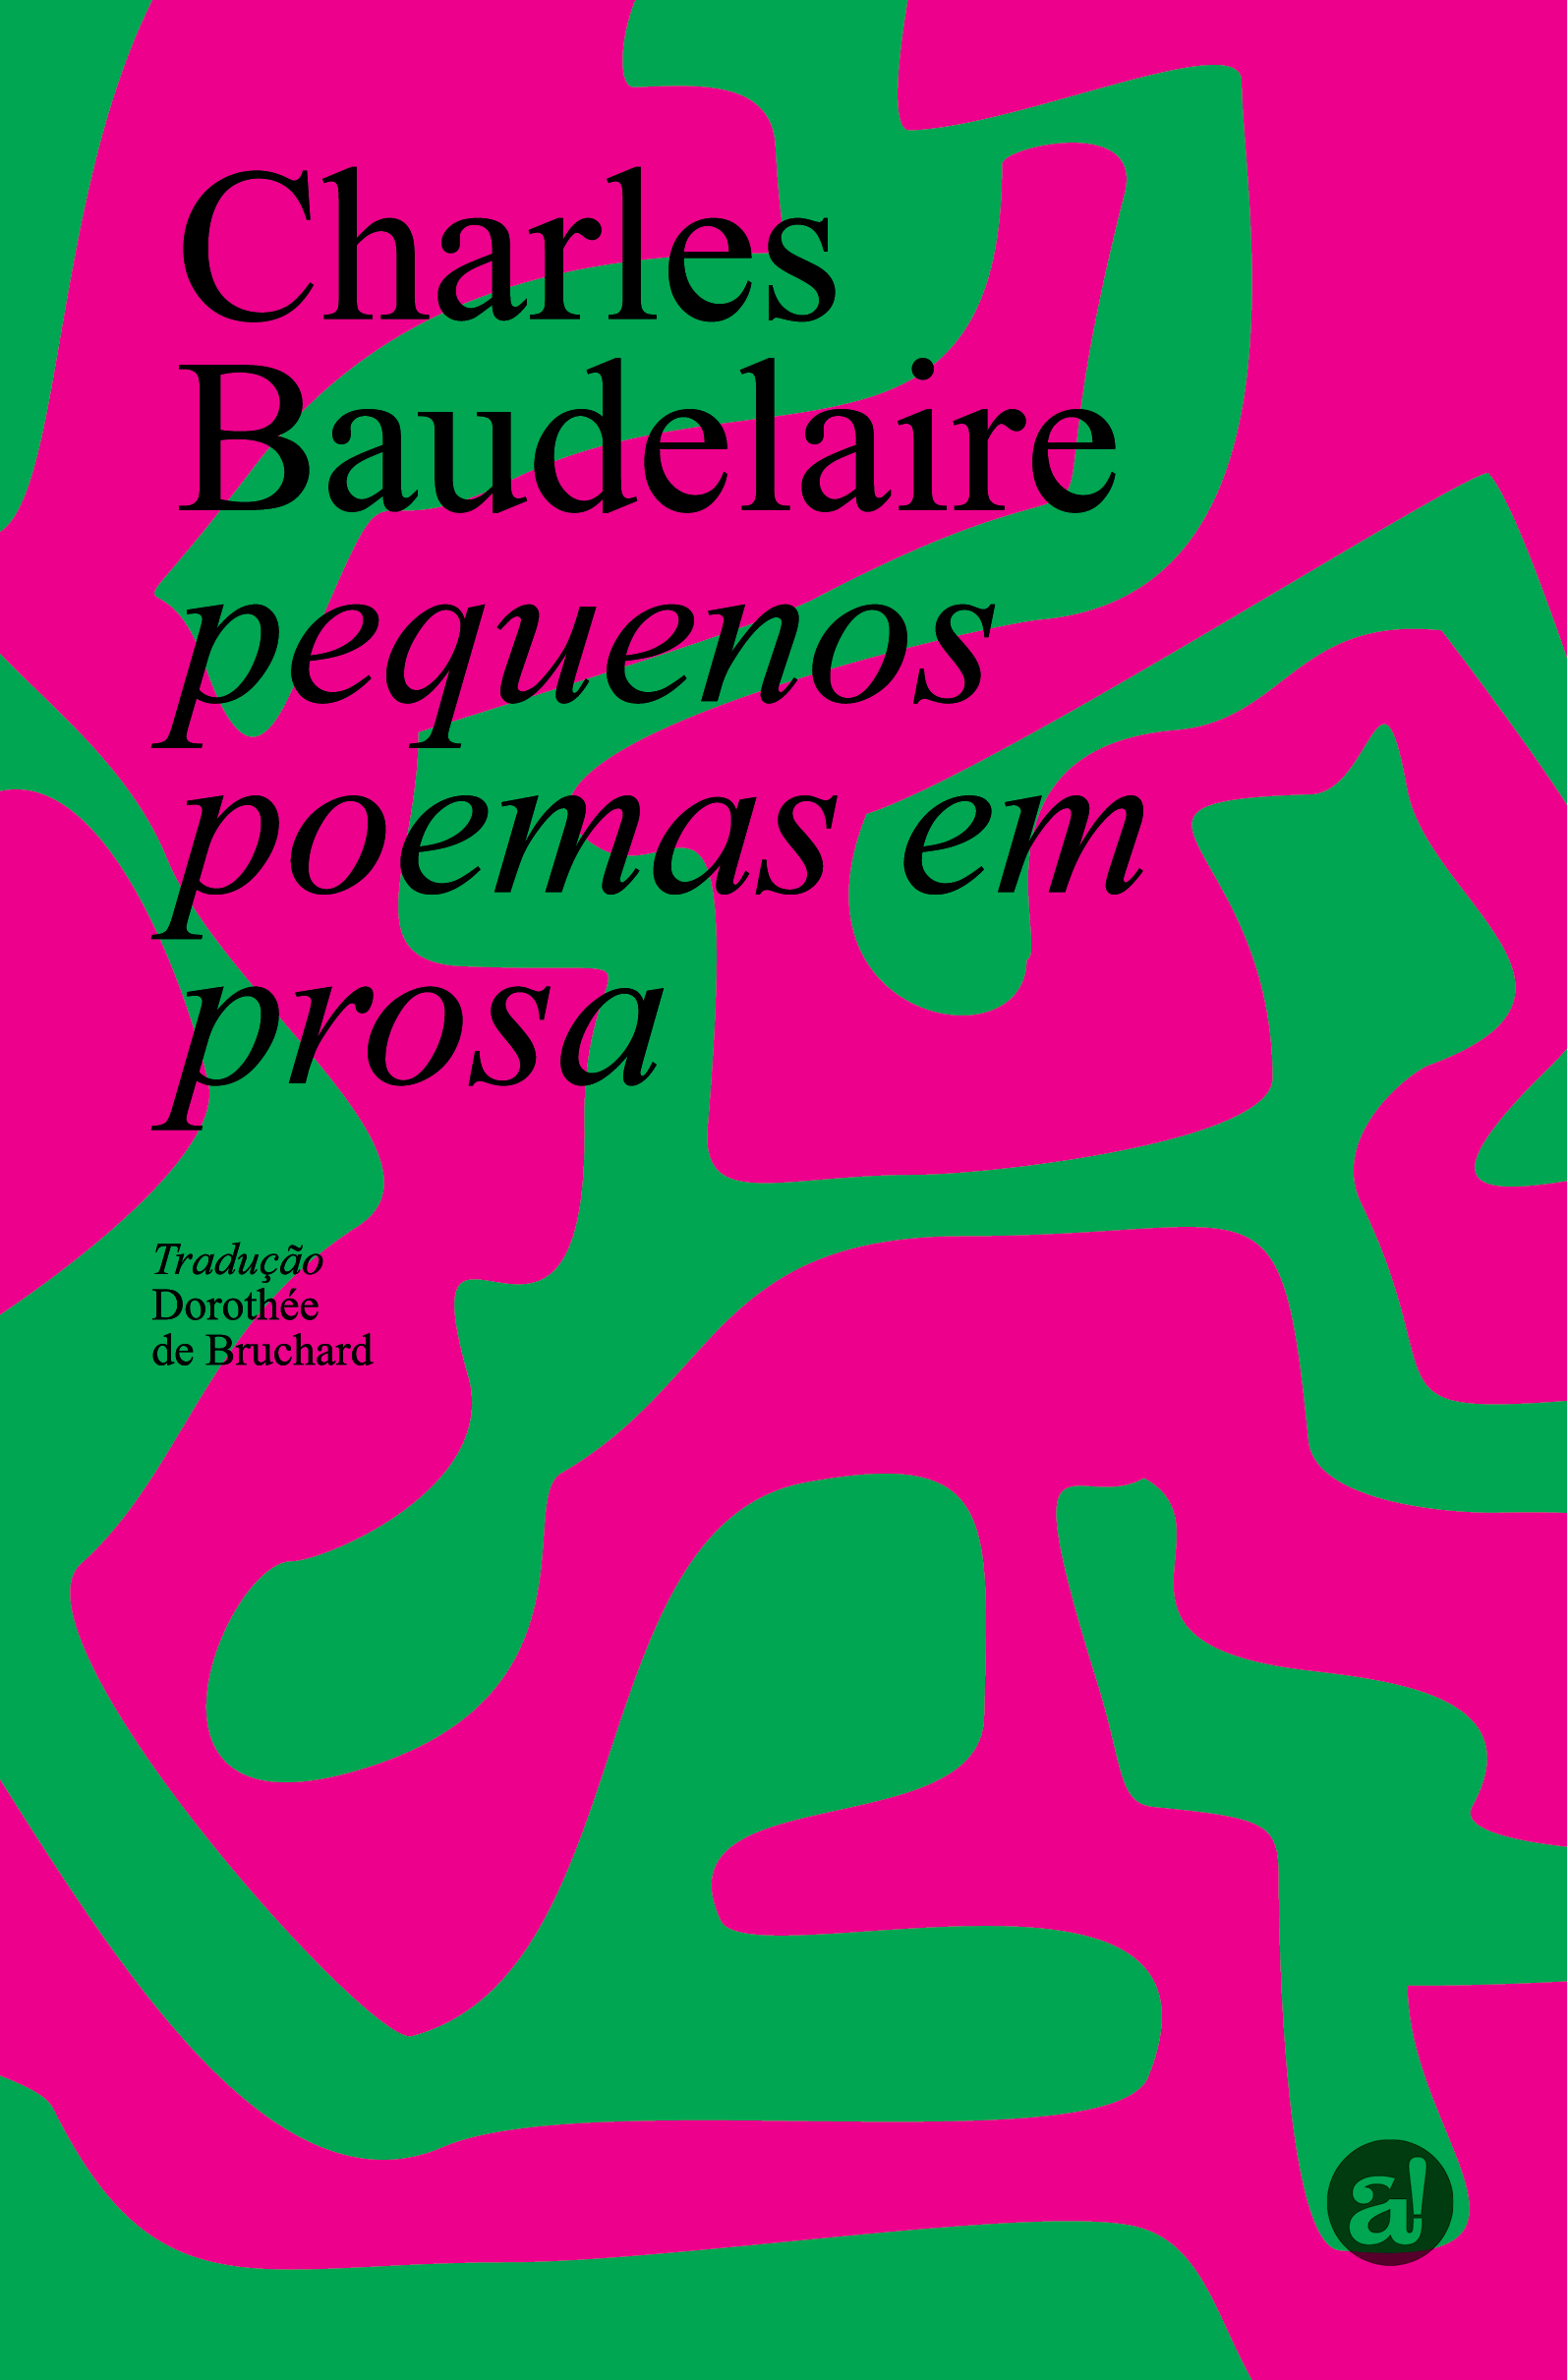 Charles
Baudelaire
pequenos
poemas em
prosa
Tradução
Dorothée
de Bruchard
a!